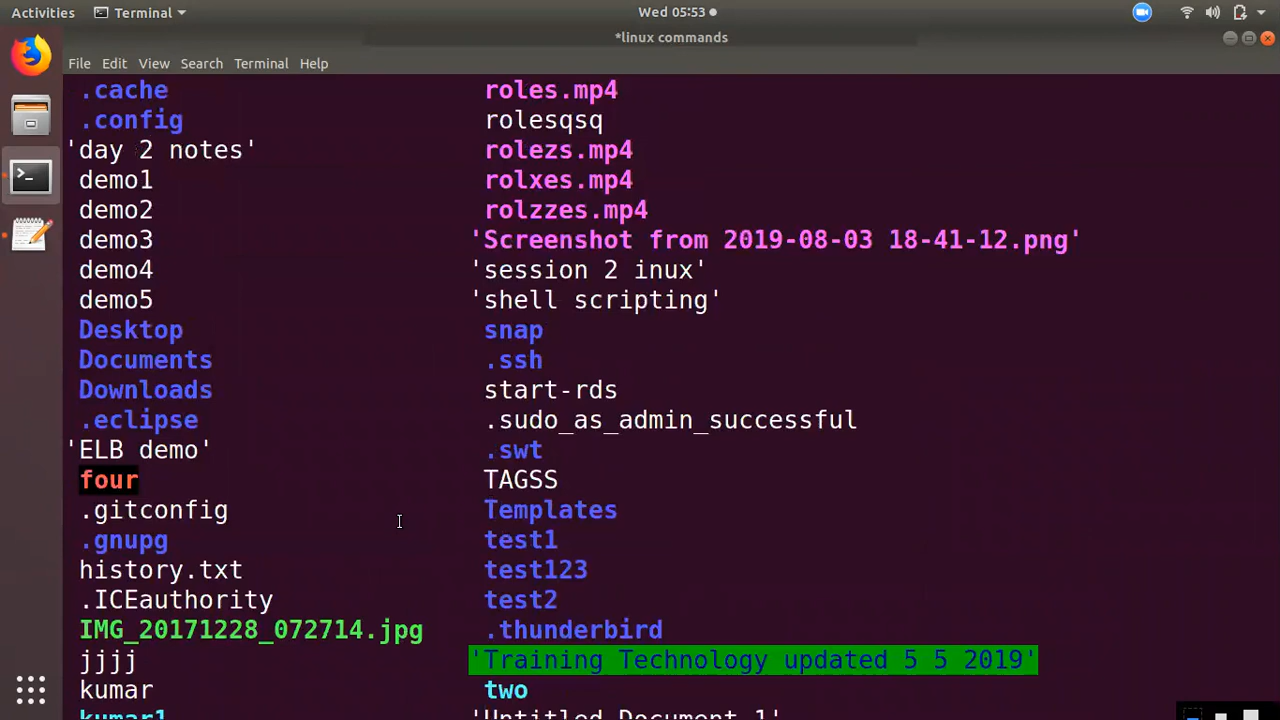 Activities Terminal Wed 05:53
*linux commands
File Edit View Search Terminal Help
.cache roles.mp4
.config rolesqsq
'day 2 notes' rolezs.mp4
demo1 rolxes.mp4
demo2 rolzzes.mp4
demo3 'Screenshot from 2019-08-03 18-41-12.png'
demo4 'session 2 inux'
demo5 'shell scripting'
Desktop snap
Documents .ssh
Downloads start-rds
.eclipse .sudo_as_admin_successful
'ELB demo' .swt
four TAGSS
.gitconfig Templates
.gnupg test1
history.txt test123
.ICEauthority test2
IMG_20171228_072714.jpg .thunderbird
jjjj 'Training Technology updated 5 5 2019'
kumar two
kumar1 'Untitled Document 1'